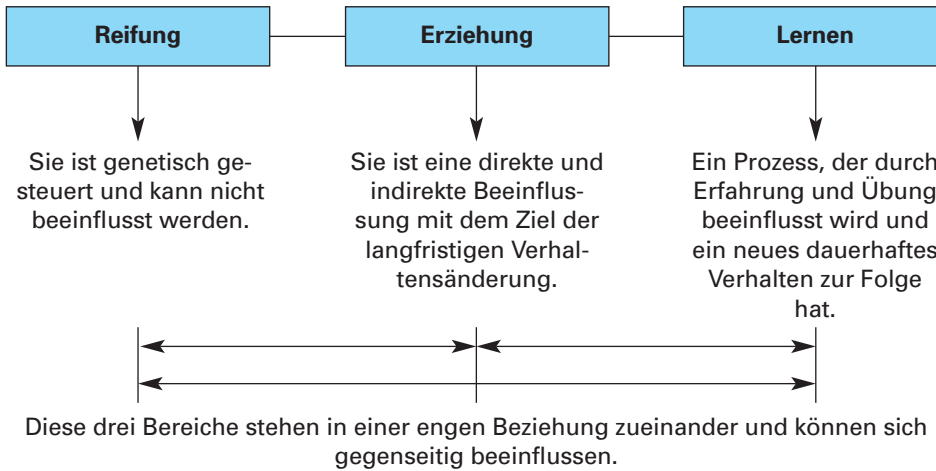 Reifung
Erziehung
Lernen
Sie ist genetisch ge-
steuert und kann nicht
beeinflusst werden.
Sie ist eine direkte und
indirekte Beeinflus-
sung mit dem Ziel der
langfristigen Verhal-
tensänderung.
Ein Prozess, der durch
Erfahrung und Übung
beeinflusst wird und
ein neues dauerhaftes
Verhalten zur Folge
hat.
Diese drei Bereiche stehen in einer engen Beziehung zueinander und können sich
gegenseitig beeinflussen.